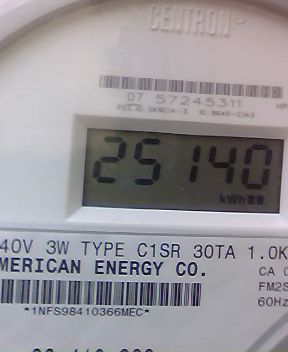 CENTRON®
07 57245311
25140
kWh
40V 3W TYPE C1SR 30TA 1.0K
MERICAN ENERGY CO.
CA 0
FM2S
60Hz
*1NFS98410366MEC*